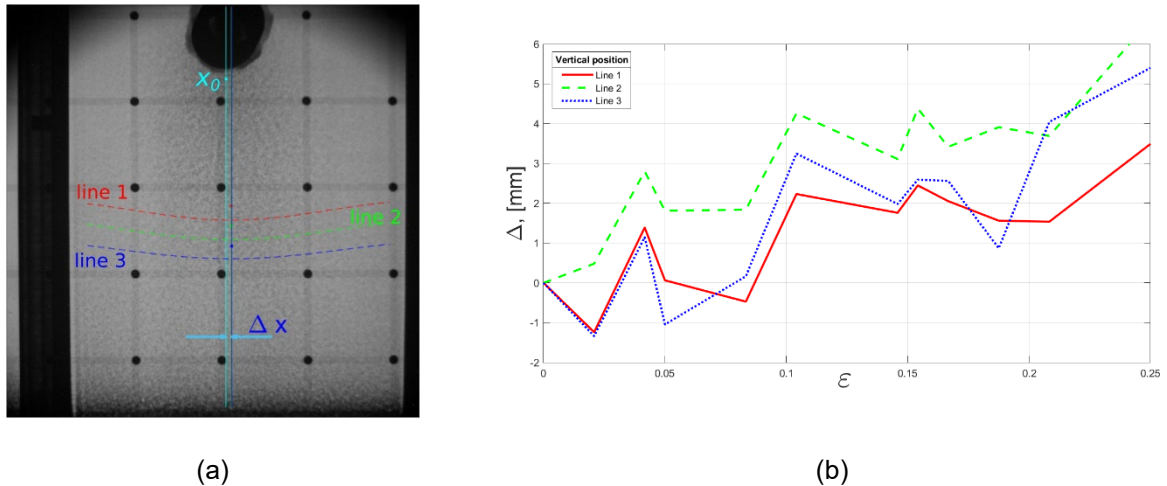 x0
line 1
line 2
line 3
Δ x
(a)
Vertical position
Line 1
Line 2
Line 3
Δ, [mm]
6
5
4
3
2
1
0
-1
-2
0
0.05
0.1
0.15
0.2
0.25
ε
(b)